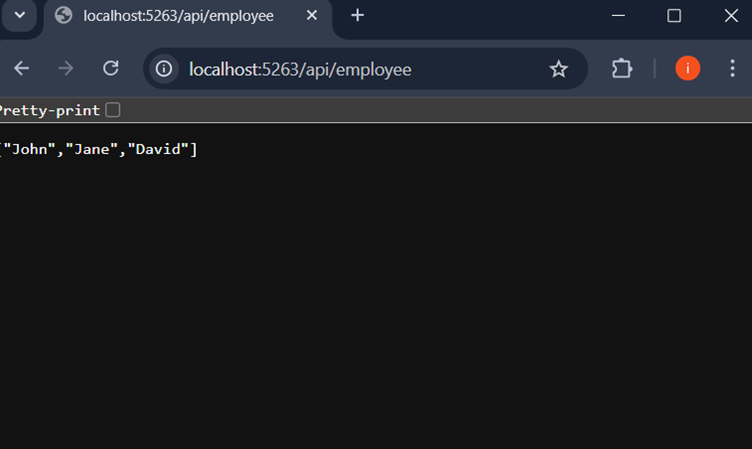 localhost:5263/api/employee
localhost:5263/api/employee
i
Pretty-print
["John","Jane","David"]